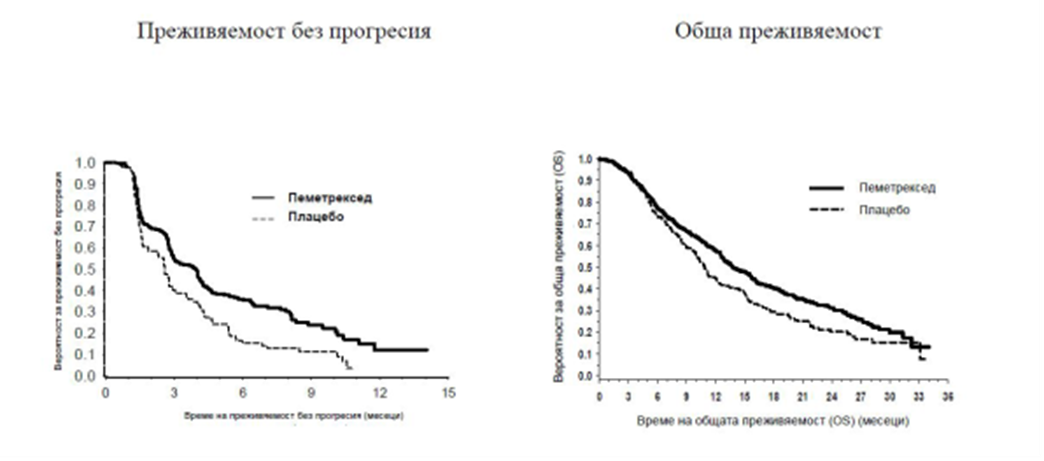 Преживяемост без прогресия
Обща преживяемост
Вероятност за преживяемост без прогресия
1.0
0.9
0.8
0.7
0.6
0.5
0.4
0.3
0.2
0.1
0.0
Пеметрексед
Плацебо
0 3 6 9 12 15
Време на преживяемост без прогресия (месеци)
Вероятност за обща преживяемост (OS)
1.0
0.9
0.8
0.7
0.6
0.5
0.4
0.3
0.2
0.1
0.0
Пеметрексед
Плацебо
0 3 6 9 12 15 18 21 24 27 30 33 36
Време на общата преживяемост (OS) (месеци)